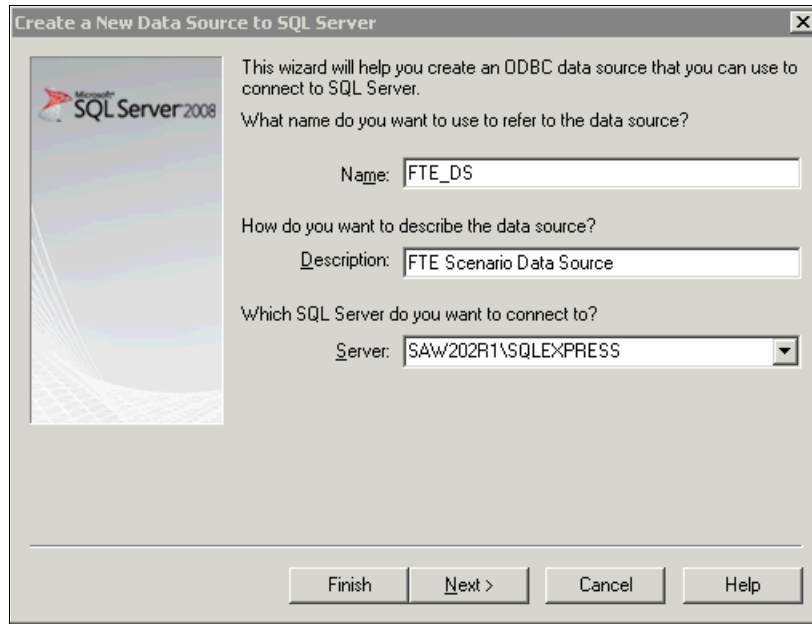 Create a New Data Source to SQL Server
Microsoft
SQL Server 2008
This wizard will help you create an ODBC data source that you can use to
connect to SQL Server.
What name do you want to use to refer to the data source?
Name: FTE_DS
How do you want to describe the data source?
Description: FTE Scenario Data Source
Which SQL Server do you want to connect to?
Server: SAW202R1\SQLEXPRESS
Finish Next > Cancel Help